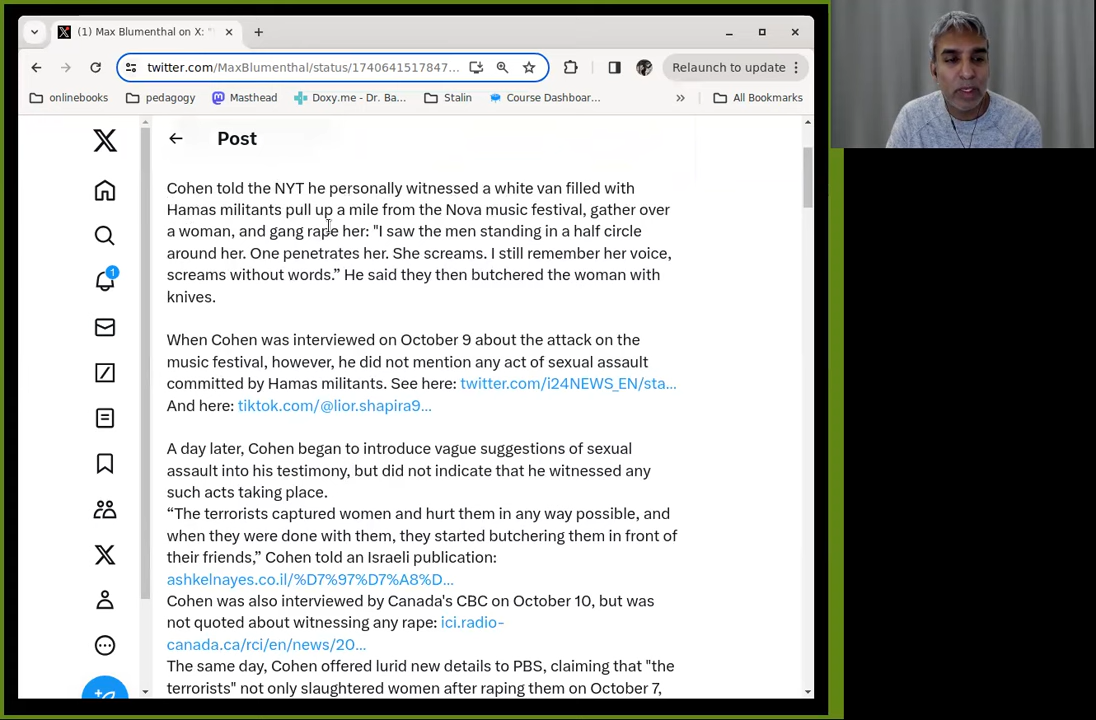 (1) Max Blumenthal on X: "
twitter.com/MaxBlumenthal/status/1740641517847...
Relaunch to update
onlinebooks
pedagogy
Masthead
Doxy.me - Dr. Ba...
Stalin
Course Dashboar...
»
All Bookmarks
Post
1
Cohen told the NYT he personally witnessed a white van filled with
Hamas militants pull up a mile from the Nova music festival, gather over
a woman, and gang rape her: "I saw the men standing in a half circle
around her. One penetrates her. She screams. I still remember her voice,
screams without words.” He said they then butchered the woman with
knives.
When Cohen was interviewed on October 9 about the attack on the
music festival, however, he did not mention any act of sexual assault
committed by Hamas militants. See here: twitter.com/i24NEWS_EN/sta...
And here: tiktok.com/@lior.shapira9...
A day later, Cohen began to introduce vague suggestions of sexual
assault into his testimony, but did not indicate that he witnessed any
such acts taking place.
“The terrorists captured women and hurt them in any way possible, and
when they were done with them, they started butchering them in front of
their friends,” Cohen told an Israeli publication:
ashkelnayes.co.il/%D7%97%D7%A8%D...
Cohen was also interviewed by Canada's CBC on October 10, but was
not quoted about witnessing any rape: ici.radio-
canada.ca/rci/en/news/20...
The same day, Cohen offered lurid new details to PBS, claiming that "the
terrorists" not only slaughtered women after raping them on October 7,